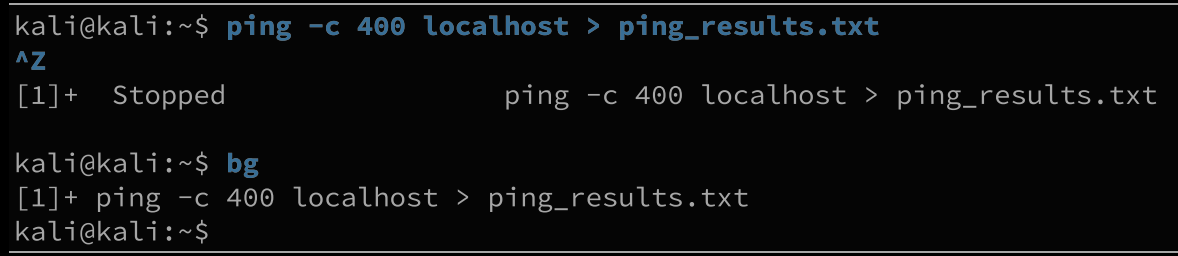 kali@kali:~$ ping -c 400 localhost > ping_results.txt
^Z
[1]+  Stopped                 ping -c 400 localhost > ping_results.txt
kali@kali:~$ bg
[1]+ ping -c 400 localhost > ping_results.txt
kali@kali:~$